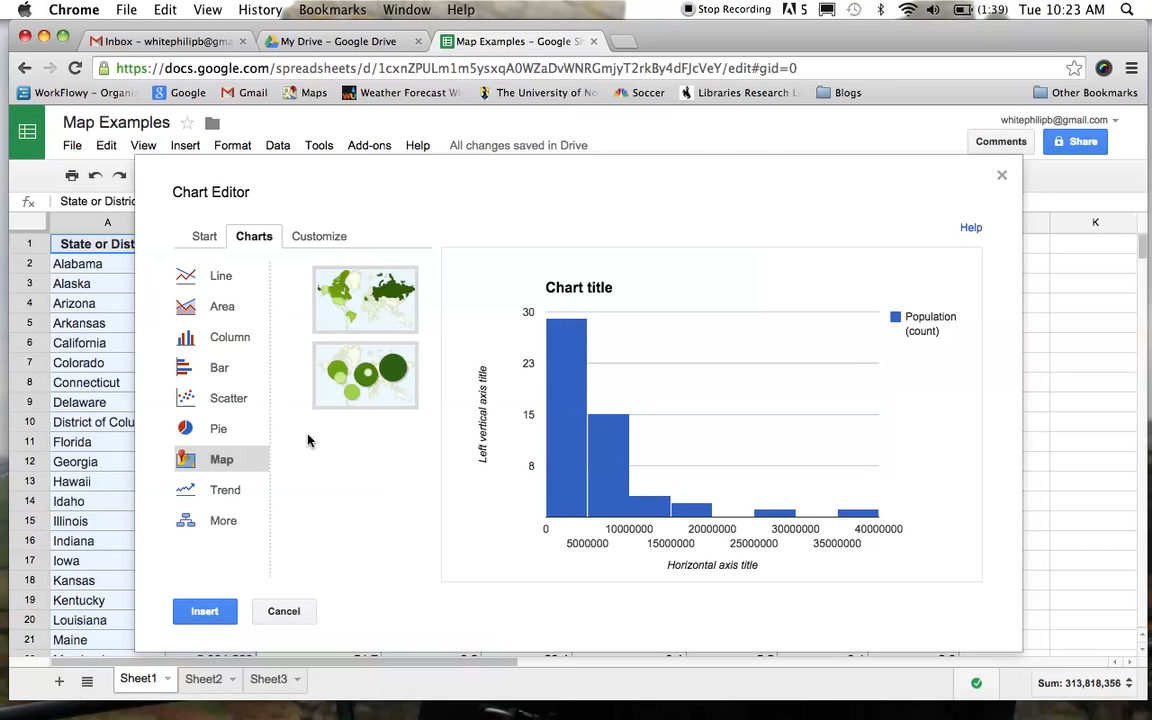 Chrome File Edit View History Bookmarks Window Help Stop Recording 5 (1:39) Tue 10:23 AM
Inbox - whitephilipb@gma My Drive - Google Drive Map Examples - Google Sh
https://docs.google.com/spreadsheets/d/1cxnZPULm1m5ysxqA0WZaDvWNRGmjyT2rkBy4dFJcVeY/edit#gid=0
WorkFlowy - Organi Google Gmail Maps Weather Forecast Wi The University of No Soccer Libraries Research L Blogs Other Bookmarks
Map Examples
whitephilipb@gmail.com
File Edit View Insert Format Data Tools Add-ons Help All changes saved in Drive
Comments Share
fx State or Distric
Chart Editor
Help
Start Charts Customize
Line
Area
Column
Bar
Scatter
Pie
Map
Trend
More
Chart title
30
23
15
8
Left vertical axis title
0 10000000 20000000 30000000 40000000
5000000 15000000 25000000 35000000
Horizontal axis title
Population
(count)
Insert Cancel
A K
1 State or Dist
2 Alabama
3 Alaska
4 Arizona
5 Arkansas
6 California
7 Colorado
8 Connecticut
9 Delaware
10 District of Colu
11 Florida
12 Georgia
13 Hawaii
14 Idaho
15 Illinois
16 Indiana
17 Iowa
18 Kansas
19 Kentucky
20 Louisiana
21 Maine
Sheet1 Sheet2 Sheet3
Sum: 313,818,356